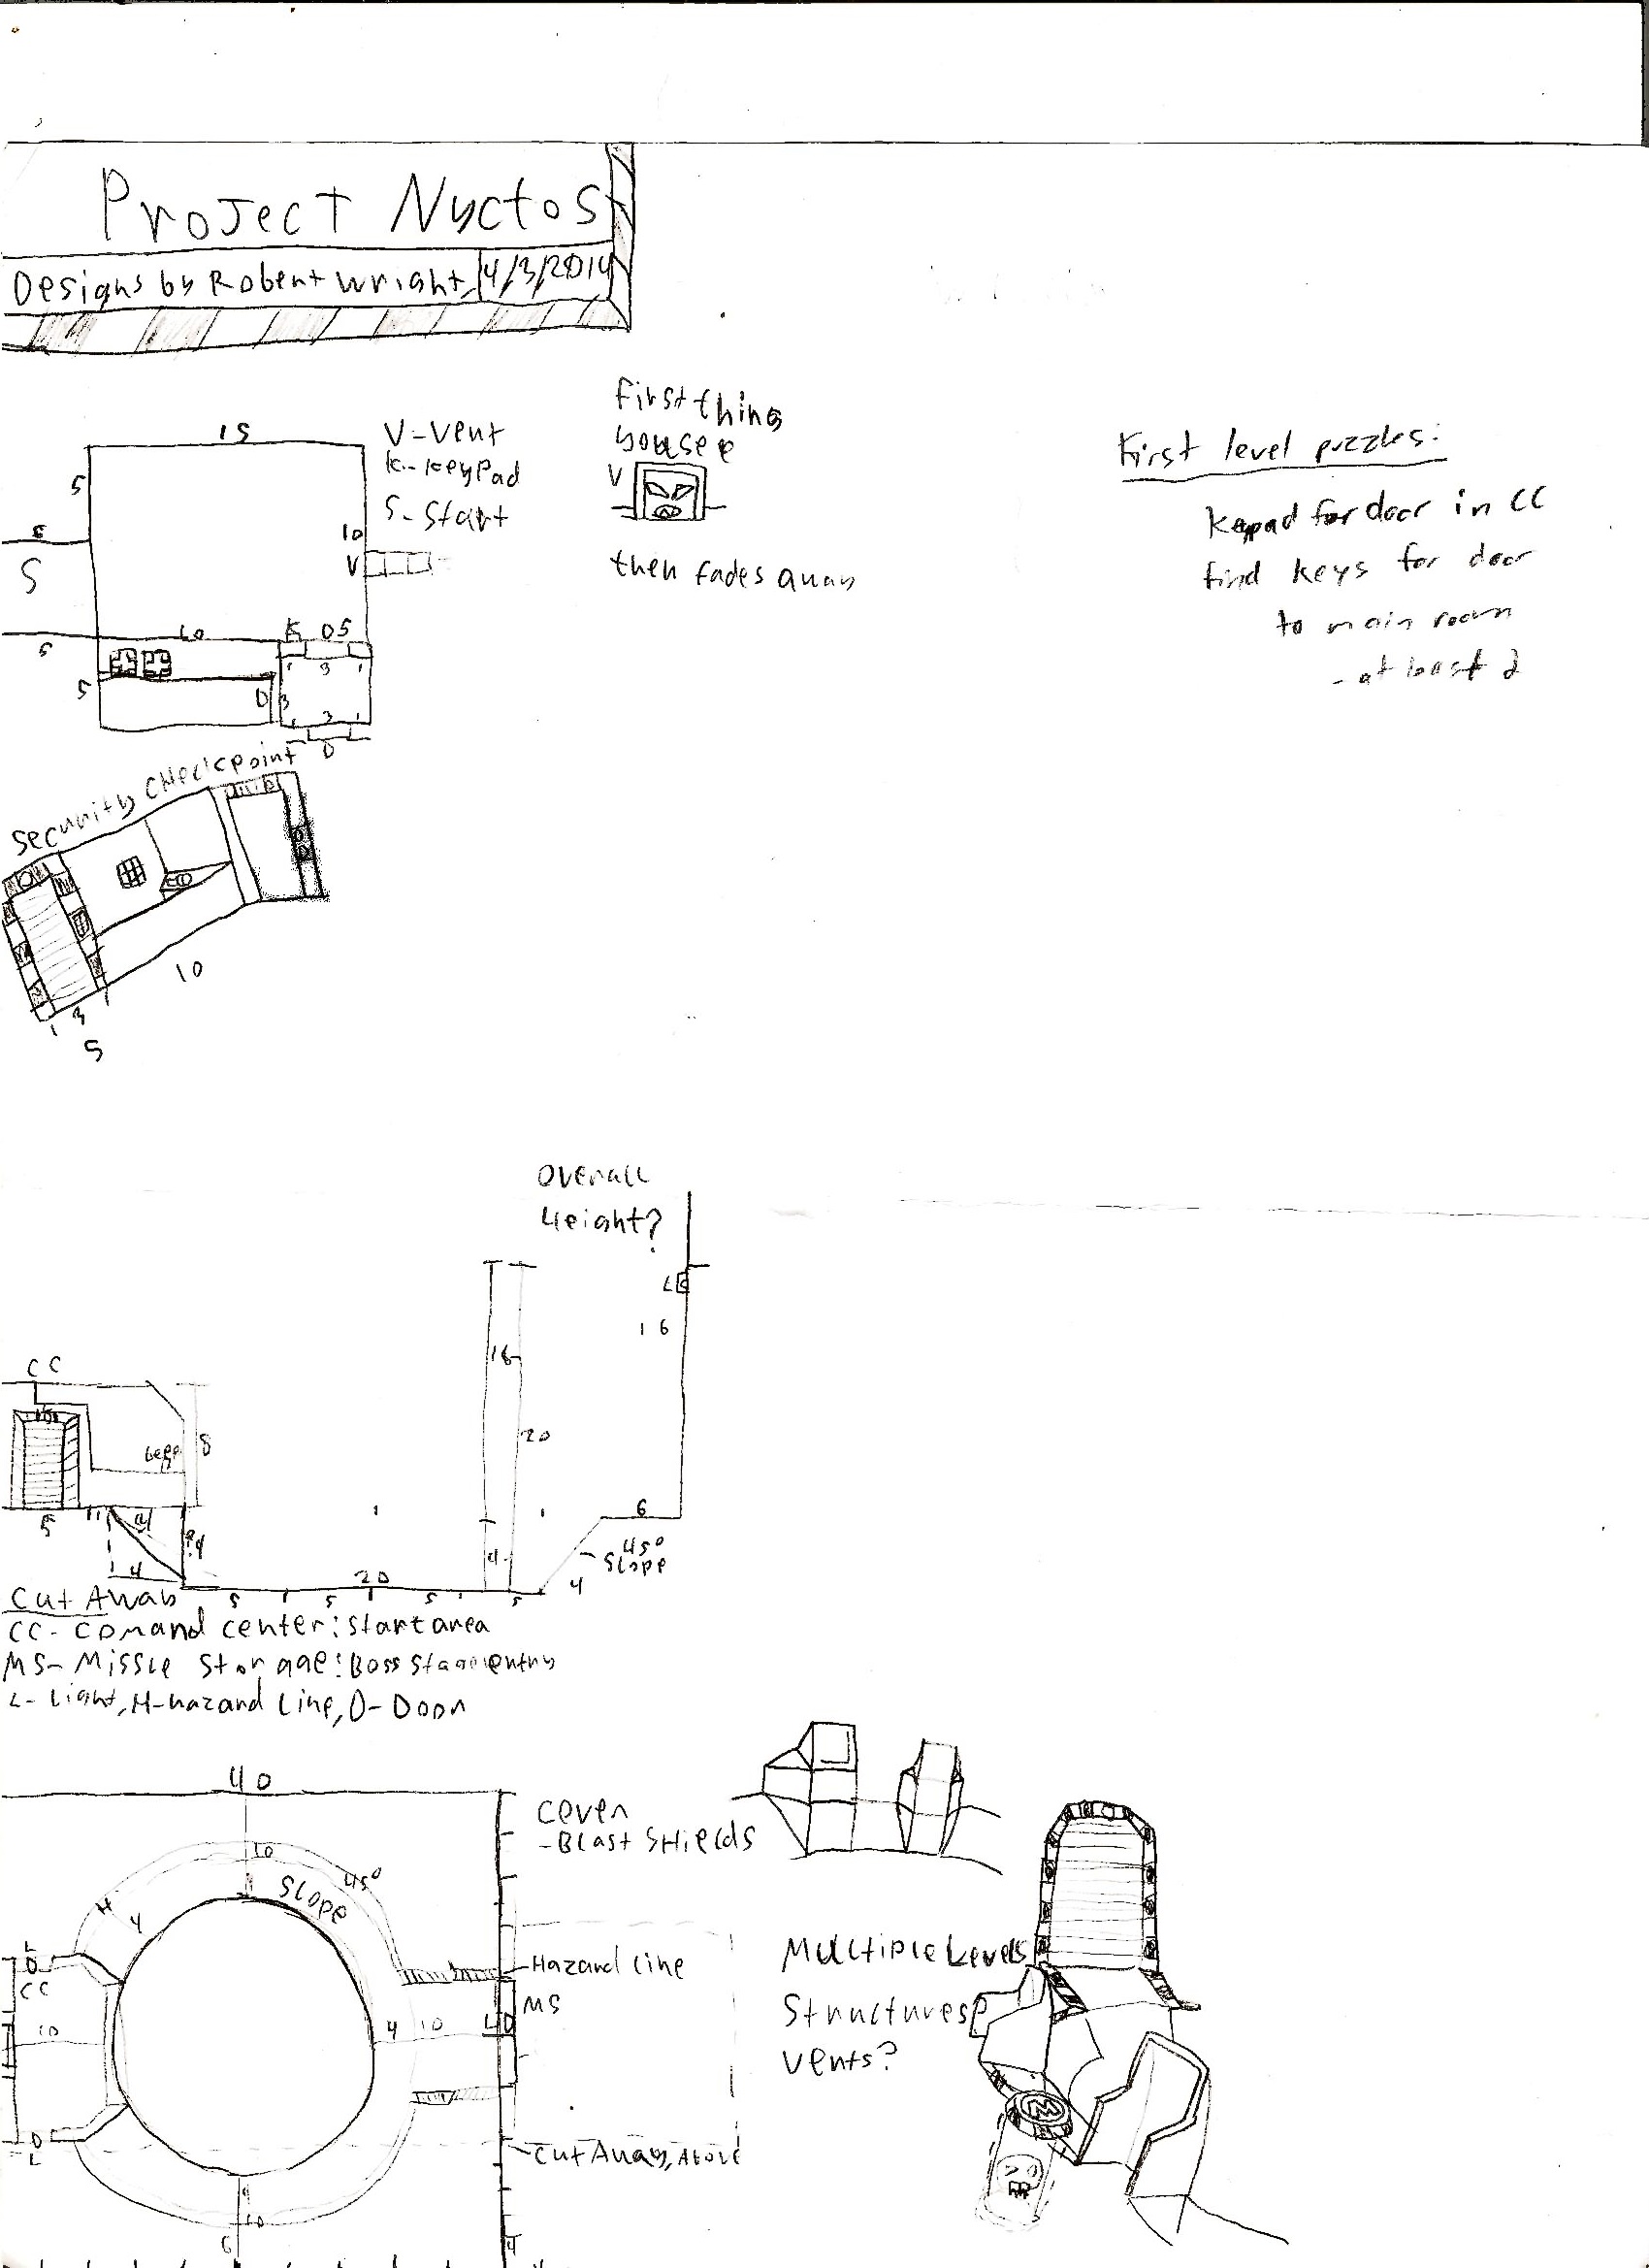 Project Nyctos
Designs by Robert Wright, 4/3/2014
15
5
5
S
5
10
V
10
K D 5
1 3 1
5
D 3
1 3 1
D
V-Vent
K-Keypad
S-Start
First thing
you see
V
then fades away
First level puzzles:
Keypad for door in CC
find keys for door
to main room
- at least 2
Security CHeckpoint
10
1 3
5
Overall
Height?
L
16
16
20
CC
8
5
4
4
6
45°
Slope
4
4
20
5 5 5 5
Cut Away
CC- Comand center: Start area
MS- Missle Storage: Boss Stage entry
L- Light, H-hazard Line, D-Door
40
10
Slope 45°
H
4
L
D
CC
10
4 10
L D
MS
Hazard Line
D
L
Cut Away, Above
10
6
4
Cover
-Blast SHields
Multiple Levels
Structures?
Vents?
M